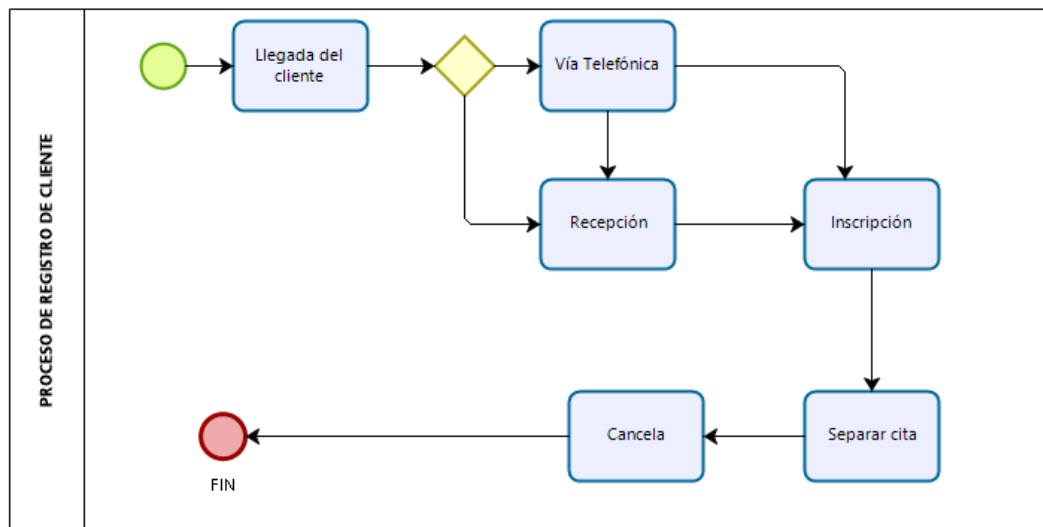 PROCESO DE REGISTRO DE CLIENTE
Llegada del
cliente
Vía Telefónica
Recepción
Inscripción
Cancela
Separar cita
FIN